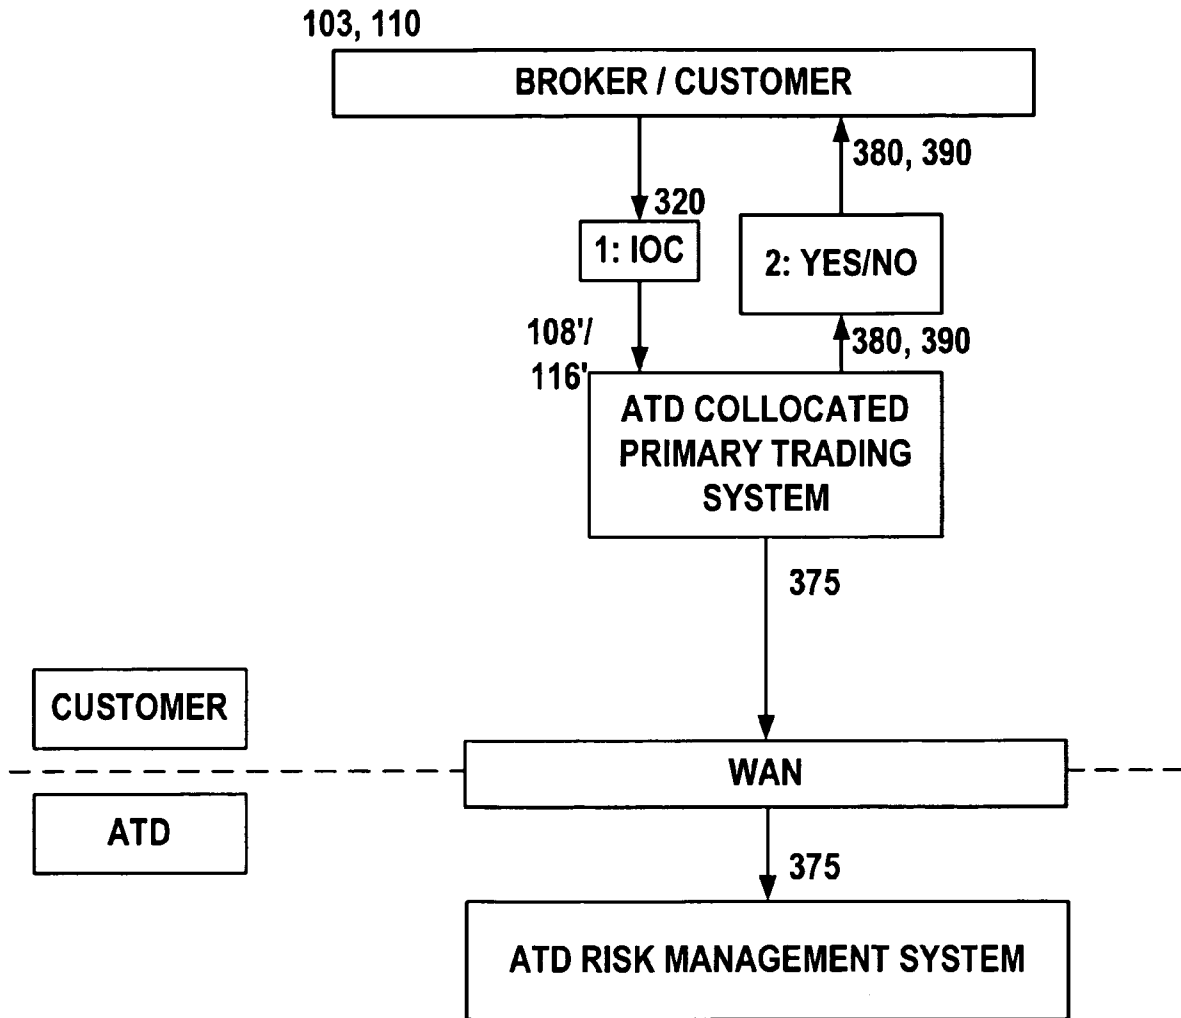 103, 110
BROKER / CUSTOMER
380, 390
320
1: IOC
2: YES/NO
108'/
116'
380, 390
ATD COLLOCATED
PRIMARY TRADING
SYSTEM
375
CUSTOMER
WAN
ATD
375
ATD RISK MANAGEMENT SYSTEM